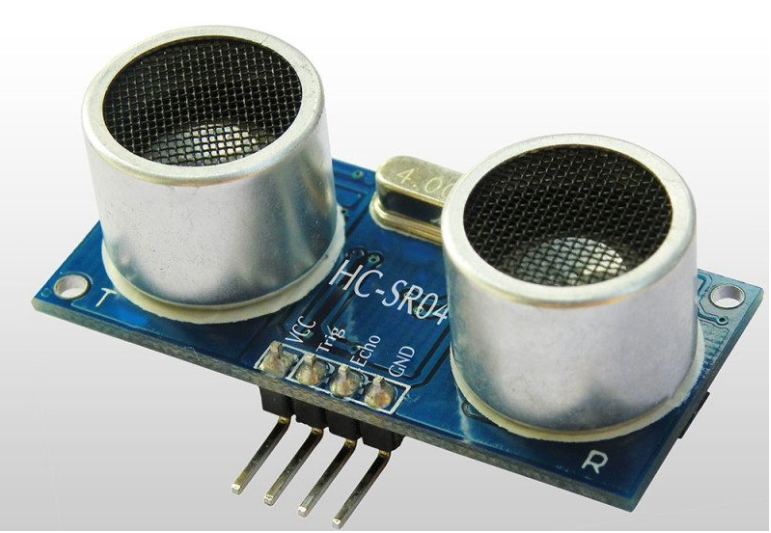 4.00
HC-SR04
T
VCC
Trig
Echo
GND
R